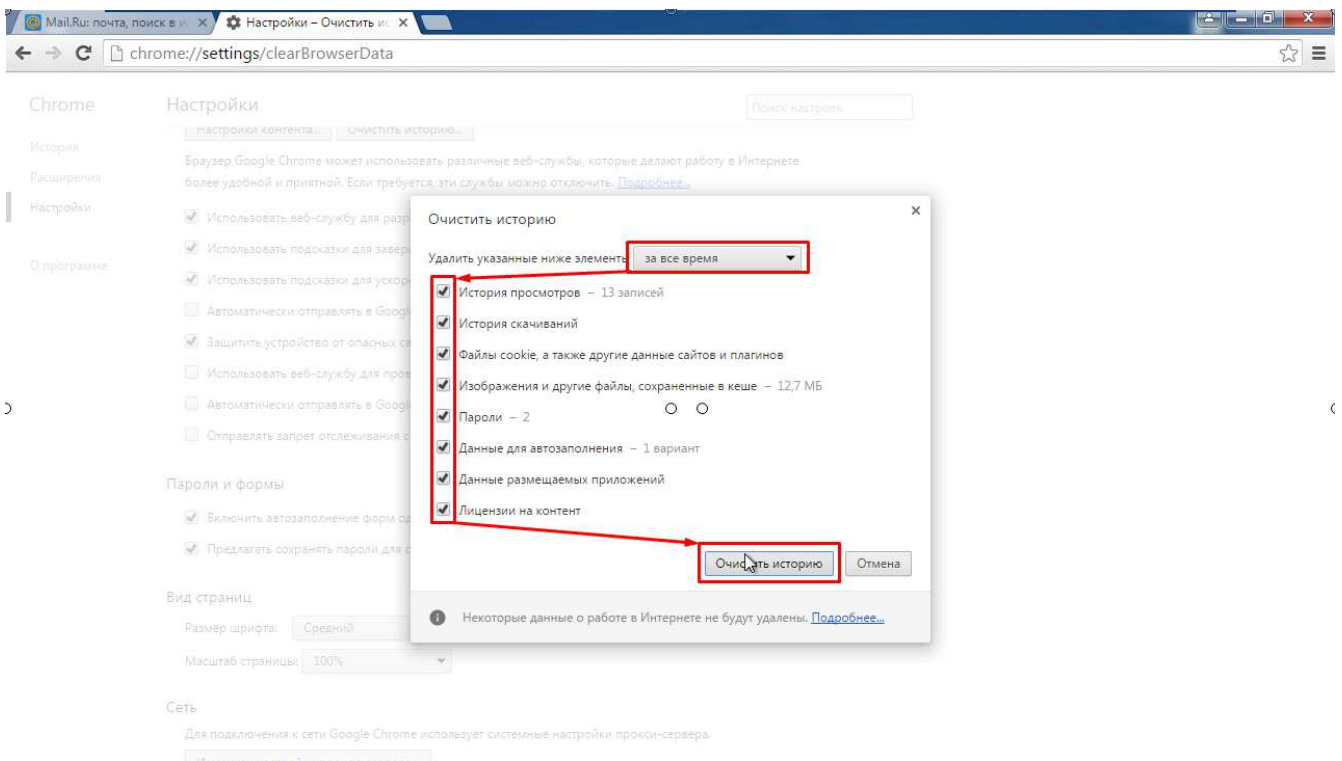 Mail.Ru: почта, поиск в и
Настройки – Очистить ис
chrome://settings/clearBrowserData
Chrome
Настройки
Поиск настроек
История
Расширения
Настройки
О программе
Настройки контента... Очистить историю...
Браузер Google Chrome может использовать различные веб-службы, которые делают работу в Интернете
более удобной и приятной. Если требуется, эти службы можно отключить. Подробнее...
Использовать веб-службу для разр
Использовать подсказки для завер
Использовать подсказки для ускор
Автоматически отправлять в Googl
Защитить устройство от опасных са
Использовать веб-службу для пров
Автоматически отправлять в Googl
Отправлять запрет отслеживания с
Пароли и формы
Включить автозаполнение форм од
Предлагать сохранять пароли для с
Вид страниц
Размер шрифта: Средний
Масштаб страницы: 100%
Сеть
Для подключения к сети Google Chrome использует системные настройки прокси-сервера.
Очистить историю
Удалить указанные ниже элементы за все время
История просмотров – 13 записей
История скачиваний
Файлы cookie, а также другие данные сайтов и плагинов
Изображения и другие файлы, сохраненные в кеше – 12,7 МБ
Пароли – 2
Данные для автозаполнения – 1 вариант
Данные размещаемых приложений
Лицензии на контент
Очистить историю
Отмена
Некоторые данные о работе в Интернете не будут удалены. Подробнее...